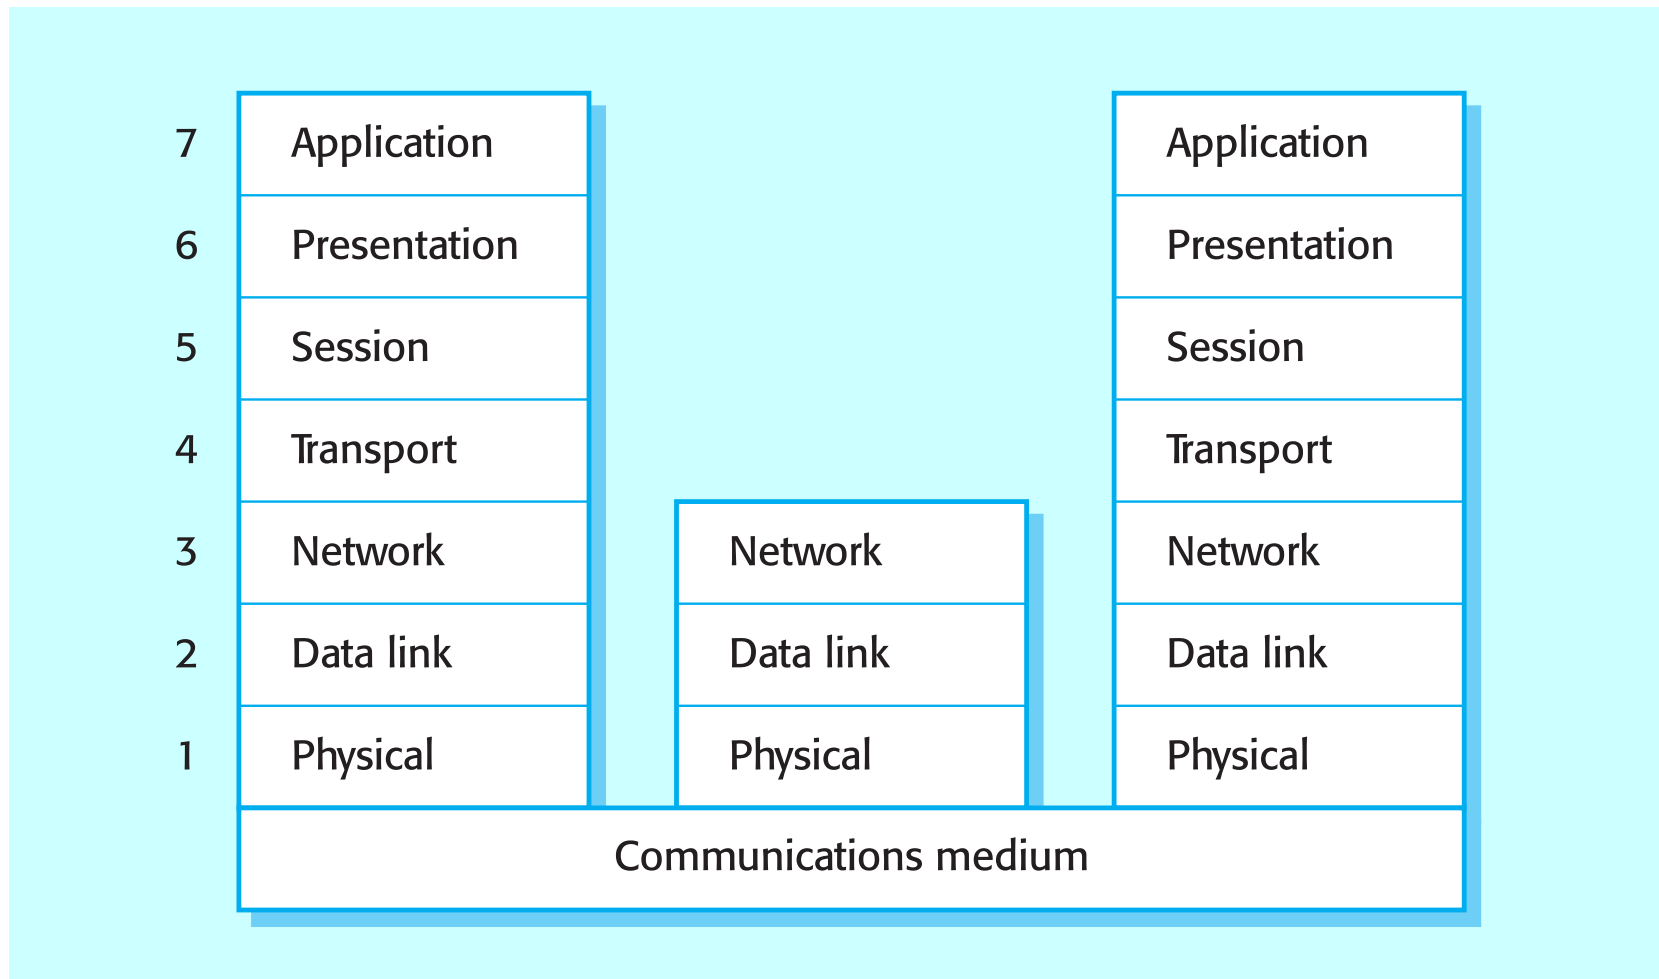 7 Application Application
6 Presentation Presentation
5 Session Session
4 Transport Transport
3 Network Network Network
2 Data link Data link Data link
1 Physical Physical Physical
Communications medium